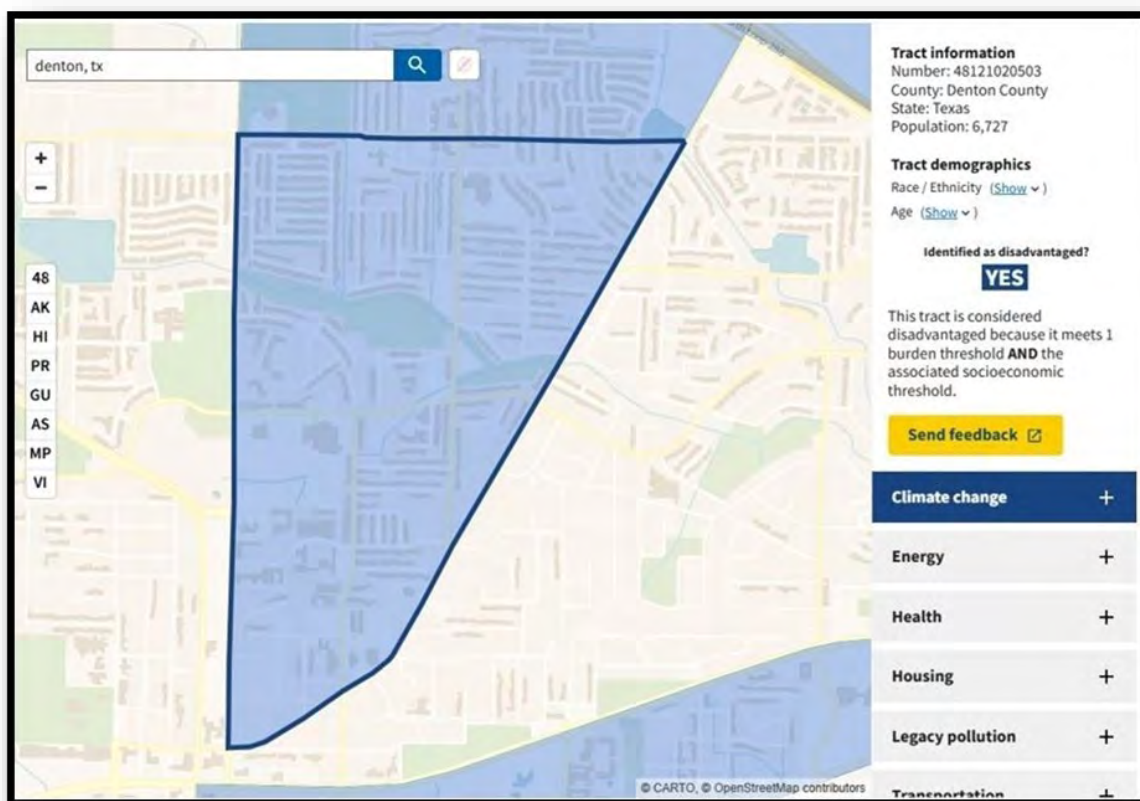 denton, tx
+
−
48
AK
HI
PR
GU
AS
MP
VI
© CARTO, © OpenStreetMap contributors
Tract information
Number: 48121020503
County: Denton County
State: Texas
Population: 6,727
Tract demographics
Race / Ethnicity (Show)
Age (Show)
Identified as disadvantaged?
YES
This tract is considered
disadvantaged because it meets 1
burden threshold AND the
associated socioeconomic
threshold.
Send feedback
Climate change +
Energy +
Health +
Housing +
Legacy pollution +
Transportation +